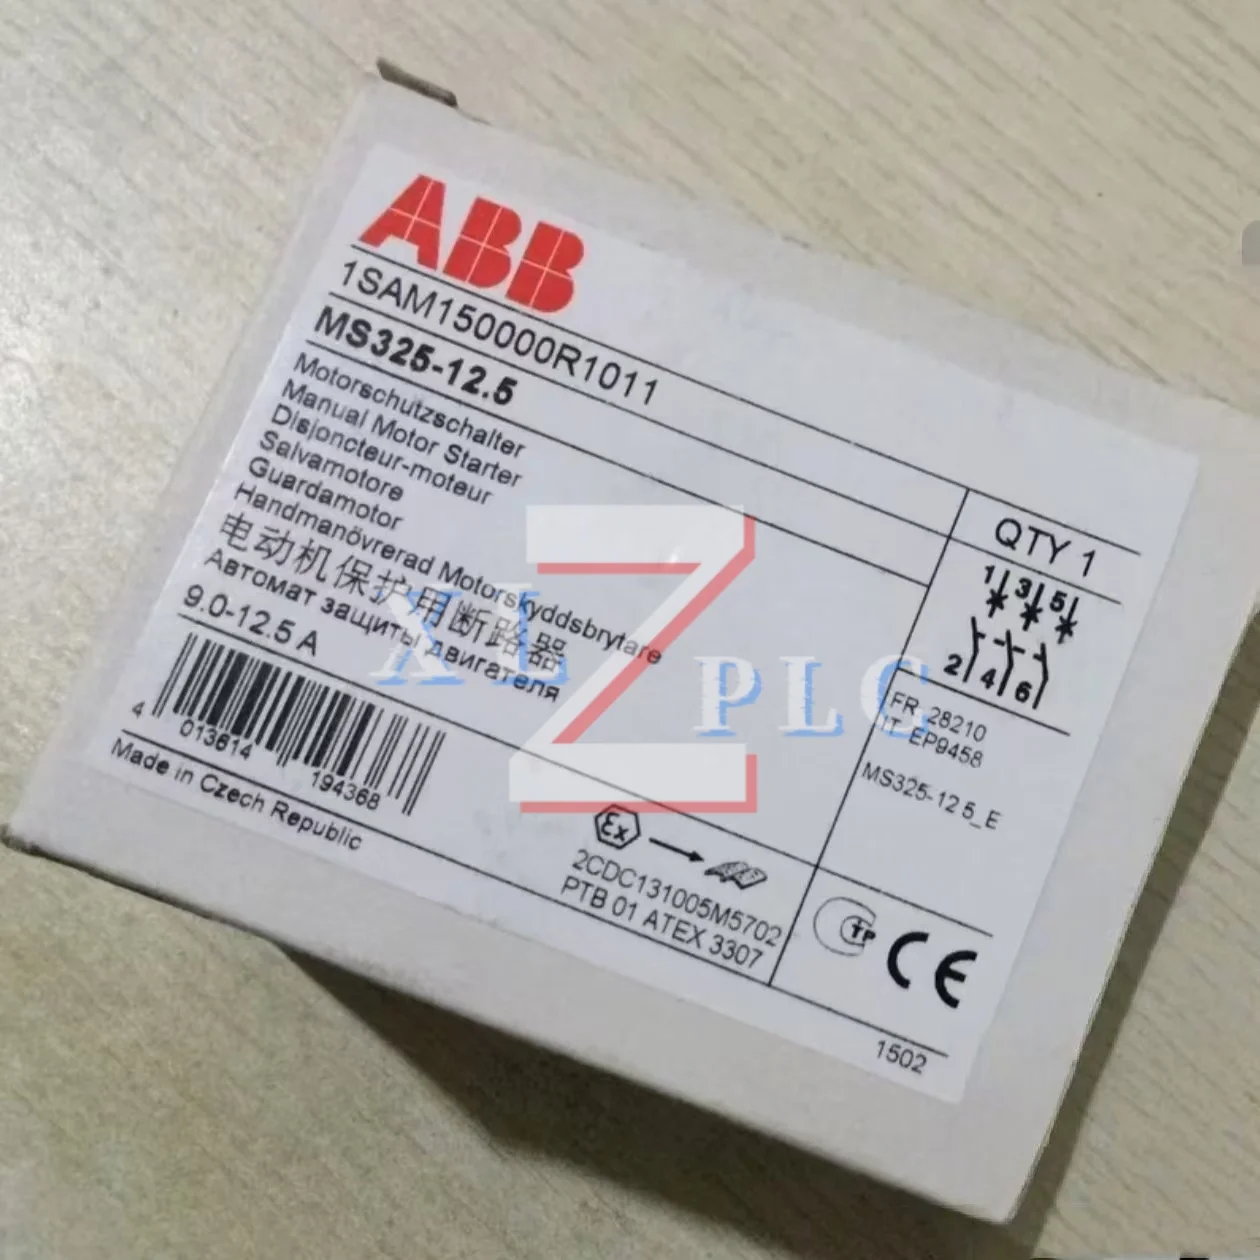 ABB
1SAM150000R1011
MS325-12.5
Motorschutzschalter
Manual Motor Starter
Disjoncteur-moteur
Salvamotore
Guardamotor
Handmanövrerad Motorskyddsbrytare
电动机保护用断路器
Автомат защиты двигателя
9.0-12.5 A
4 013614 194368
Made in Czech Republic
Ex
2CDC131005M5702
PTB 01 ATEX 3307
QTY 1
1 3 5
2 4 6
FR 28210
IT EP9458
MS325-12 5_E
CE
1502
XL Z PLC